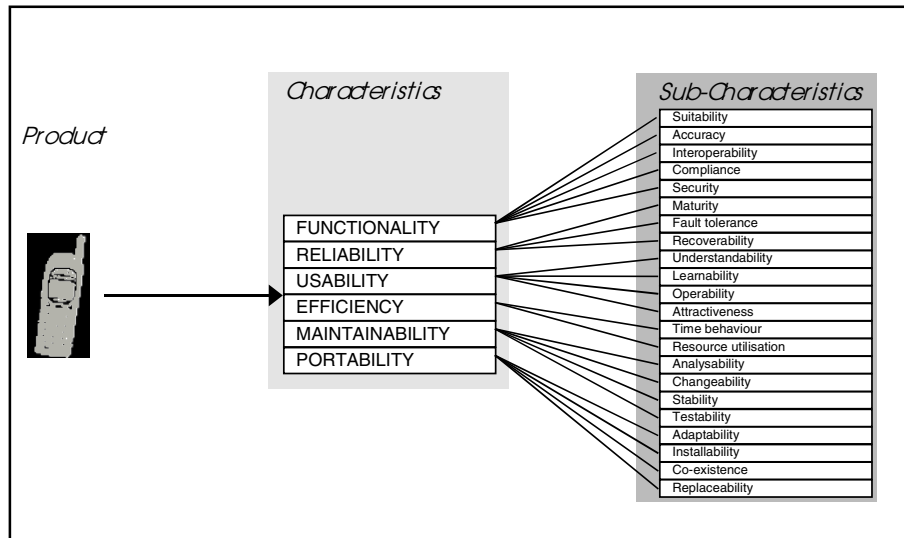 Product
Characteristics
FUNCTIONALITY
RELIABILITY
USABILITY
EFFICIENCY
MAINTAINABILITY
PORTABILITY
Sub-Characteristics
Suitability
Accuracy
Interoperability
Compliance
Security
Maturity
Fault tolerance
Recoverability
Understandability
Learnability
Operability
Attractiveness
Time behaviour
Resource utilisation
Analysability
Changeability
Stability
Testability
Adaptability
Installability
Co-existence
Replaceability